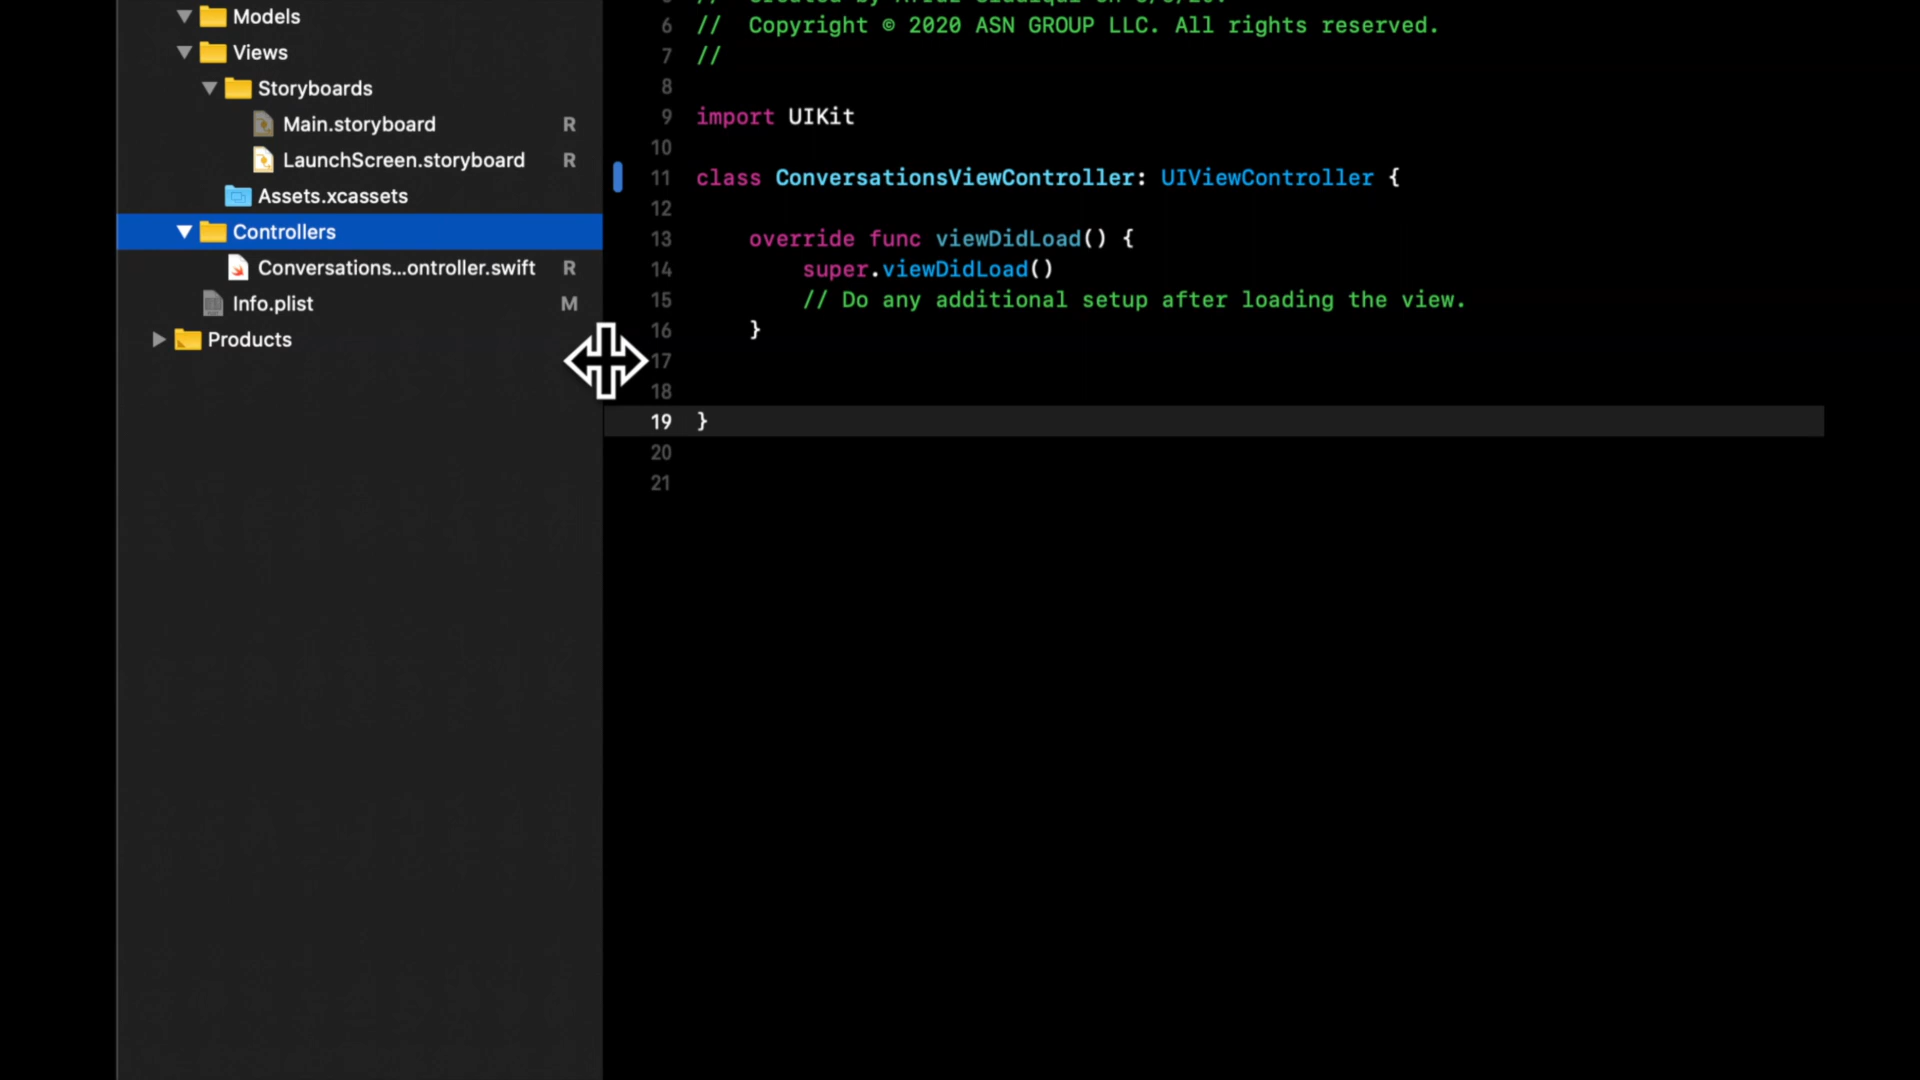 Models
Views
Storyboards
Main.storyboard R
LaunchScreen.storyboard R
Assets.xcassets
Controllers
Conversations...ontroller.swift R
Info.plist M
Products
6 // Copyright © 2020 ASN GROUP LLC. All rights reserved.
7 //
8
9 import UIKit
10
11 class ConversationsViewController: UIViewController {
12
13 override func viewDidLoad() {
14 super.viewDidLoad()
15 // Do any additional setup after loading the view.
16 }
17
18
19 }
20
21